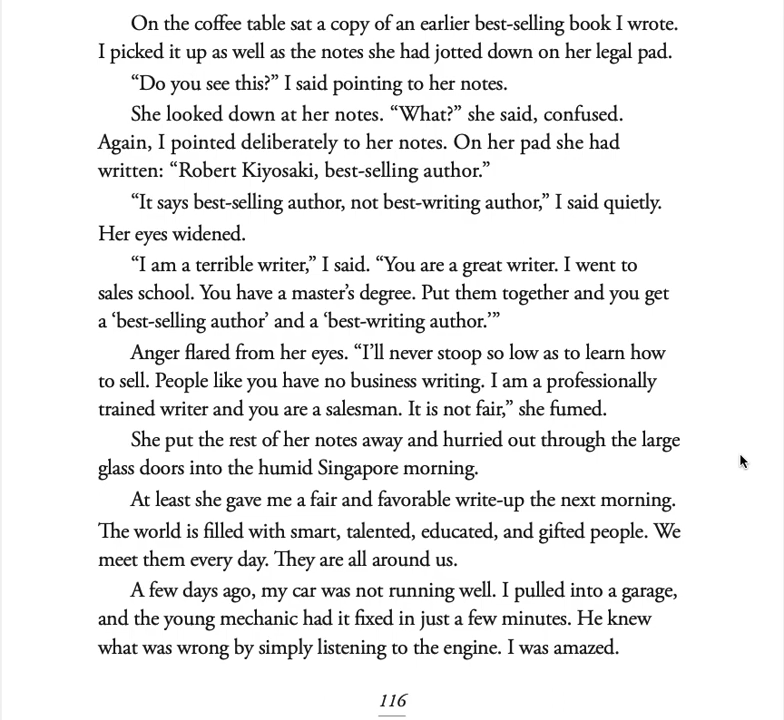 On the coffee table sat a copy of an earlier best-selling book I wrote.
I picked it up as well as the notes she had jotted down on her legal pad.
“Do you see this?” I said pointing to her notes.
She looked down at her notes. “What?” she said, confused.
Again, I pointed deliberately to her notes. On her pad she had
written: “Robert Kiyosaki, best-selling author.”
“It says best-selling author, not best-writing author,” I said quietly.
Her eyes widened.
“I am a terrible writer,” I said. “You are a great writer. I went to
sales school. You have a master’s degree. Put them together and you get
a ‘best-selling author’ and a ‘best-writing author.’”
Anger flared from her eyes. “I’ll never stoop so low as to learn how
to sell. People like you have no business writing. I am a professionally
trained writer and you are a salesman. It is not fair,” she fumed.
She put the rest of her notes away and hurried out through the large
glass doors into the humid Singapore morning.
At least she gave me a fair and favorable write-up the next morning.
The world is filled with smart, talented, educated, and gifted people. We
meet them every day. They are all around us.
A few days ago, my car was not running well. I pulled into a garage,
and the young mechanic had it fixed in just a few minutes. He knew
what was wrong by simply listening to the engine. I was amazed.
116